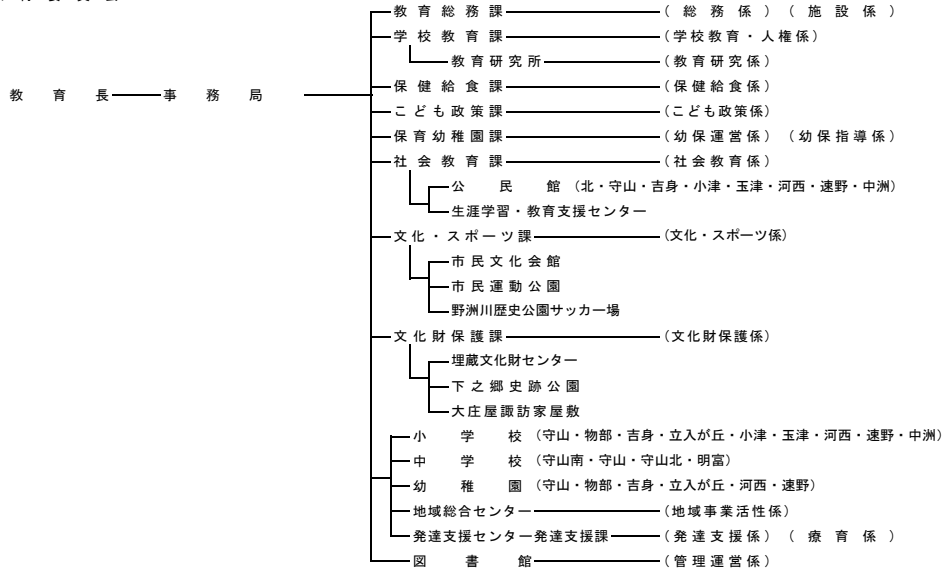 教育総務課 （総務係）（施設係）
学校教育課 （学校教育・人権係）
教育研究所 （教育研究係）
教育長 事務局
保健給食課 （保健給食係）
こども政策課 （こども政策係）
保育幼稚園課 （幼保運営係）（幼保指導係）
社会教育課 （社会教育係）
公民館 （北・守山・吉身・小津・玉津・河西・速野・中洲）
生涯学習・教育支援センター
文化・スポーツ課 （文化・スポーツ係）
市民文化会館
市民運動公園
野洲川歴史公園サッカー場
文化財保護課 （文化財保護係）
埋蔵文化財センター
下之郷史跡公園
大庄屋諏訪家屋敷
小学校 （守山・物部・吉身・立入が丘・小津・玉津・河西・速野・中洲）
中学校 （守山南・守山・守山北・明富）
幼稚園 （守山・物部・吉身・立入が丘・河西・速野）
地域総合センター （地域事業活性係）
発達支援センター発達支援課 （発達支援係）（療育係）
図書館 （管理運営係）